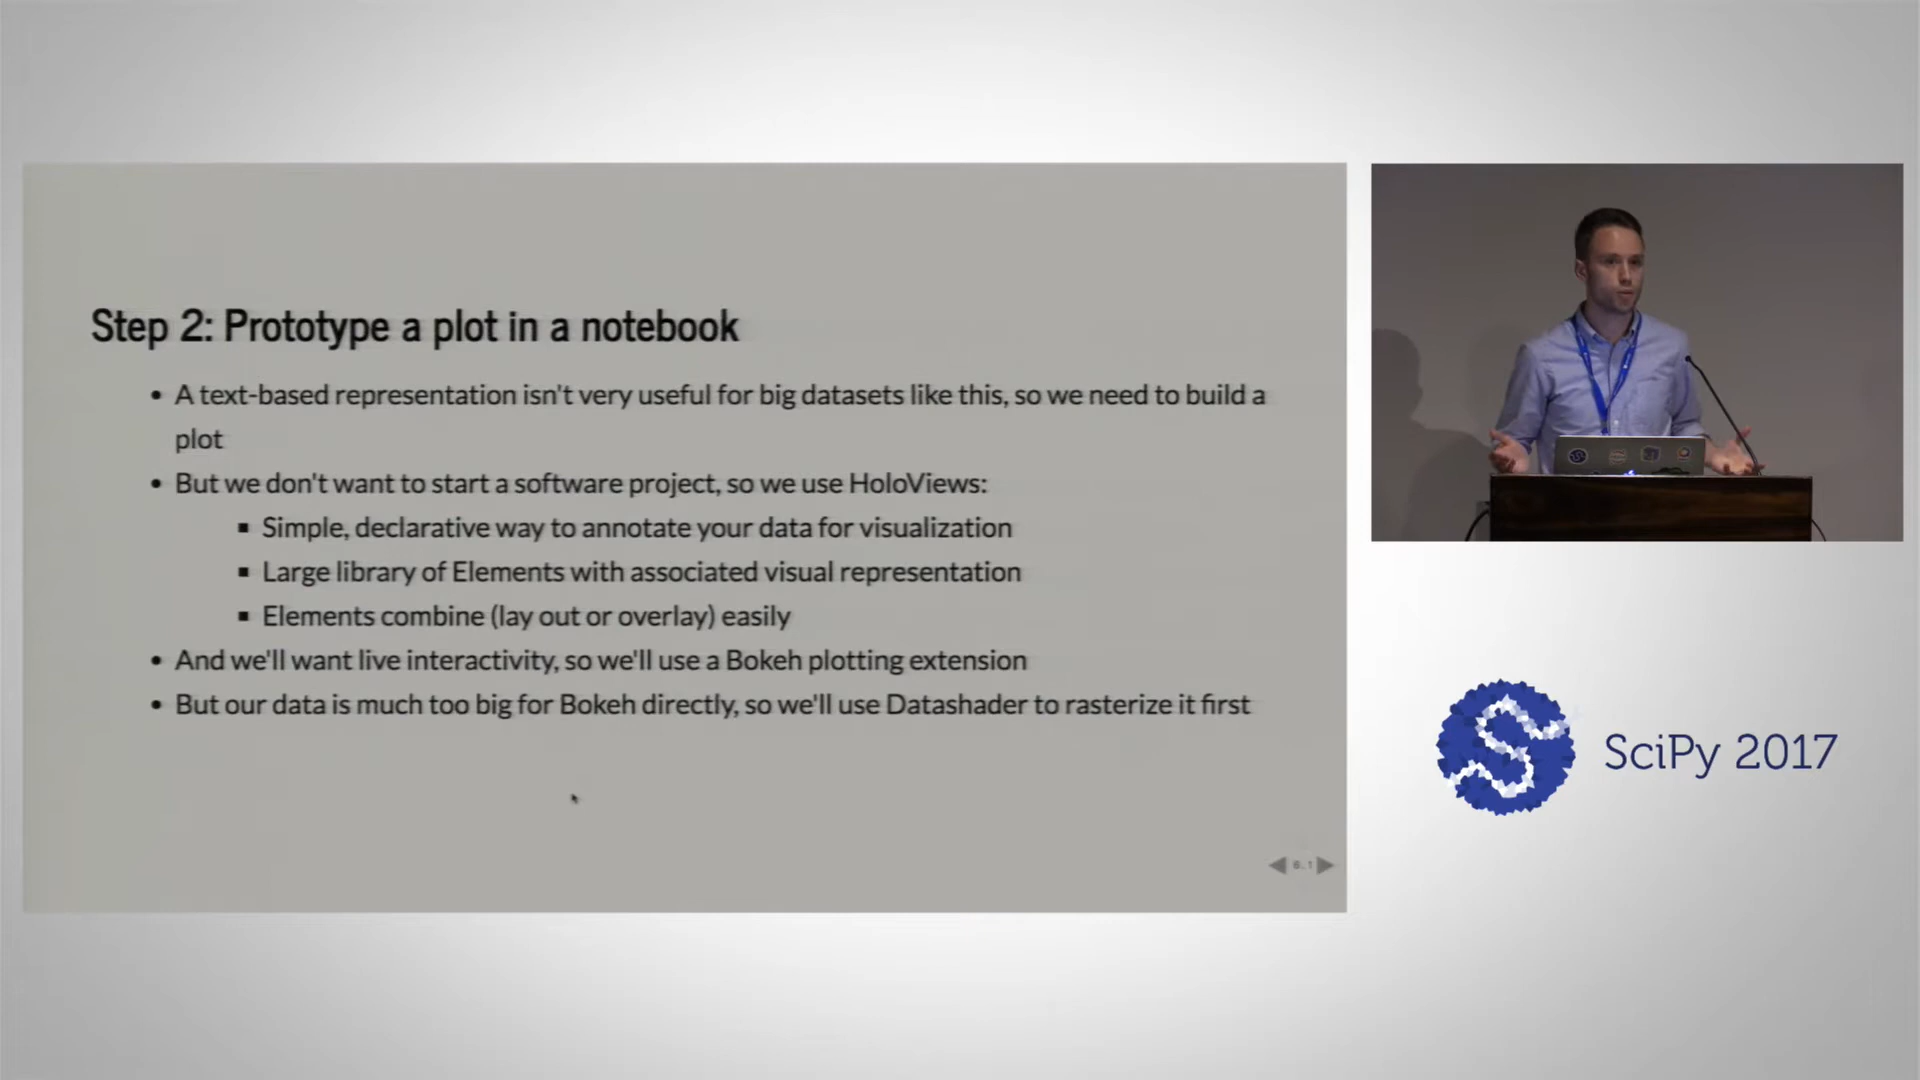 Step 2: Prototype a plot in a notebook
• A text-based representation isn't very useful for big datasets like this, so we need to build a
plot
• But we don't want to start a software project, so we use HoloViews:
▪ Simple, declarative way to annotate your data for visualization
▪ Large library of Elements with associated visual representation
▪ Elements combine (lay out or overlay) easily
• And we'll want live interactivity, so we'll use a Bokeh plotting extension
• But our data is much too big for Bokeh directly, so we'll use Datashader to rasterize it first
6.1
SciPy 2017